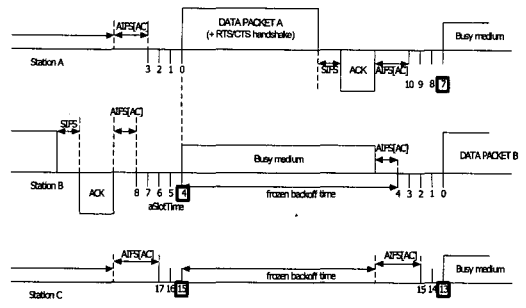 DATA PACKET A
(+ RTS/CTS handshake)
AIFS[AC]
Busy medium
Station A
3 2 1 0
SIFS
ACK
AIFS[AC]
10 9 8 7
SIFS
AIFS[AC]
Busy medium
AIFS[AC]
DATA PACKET B
Station B
ACK
8 7 6 5 4
aSlotTime
frozen backoff time
4 3 2 1 0
AIFS[AC]
AIFS[AC]
Busy medium
frozen backoff time
Station C
17 16 15
15 14 13